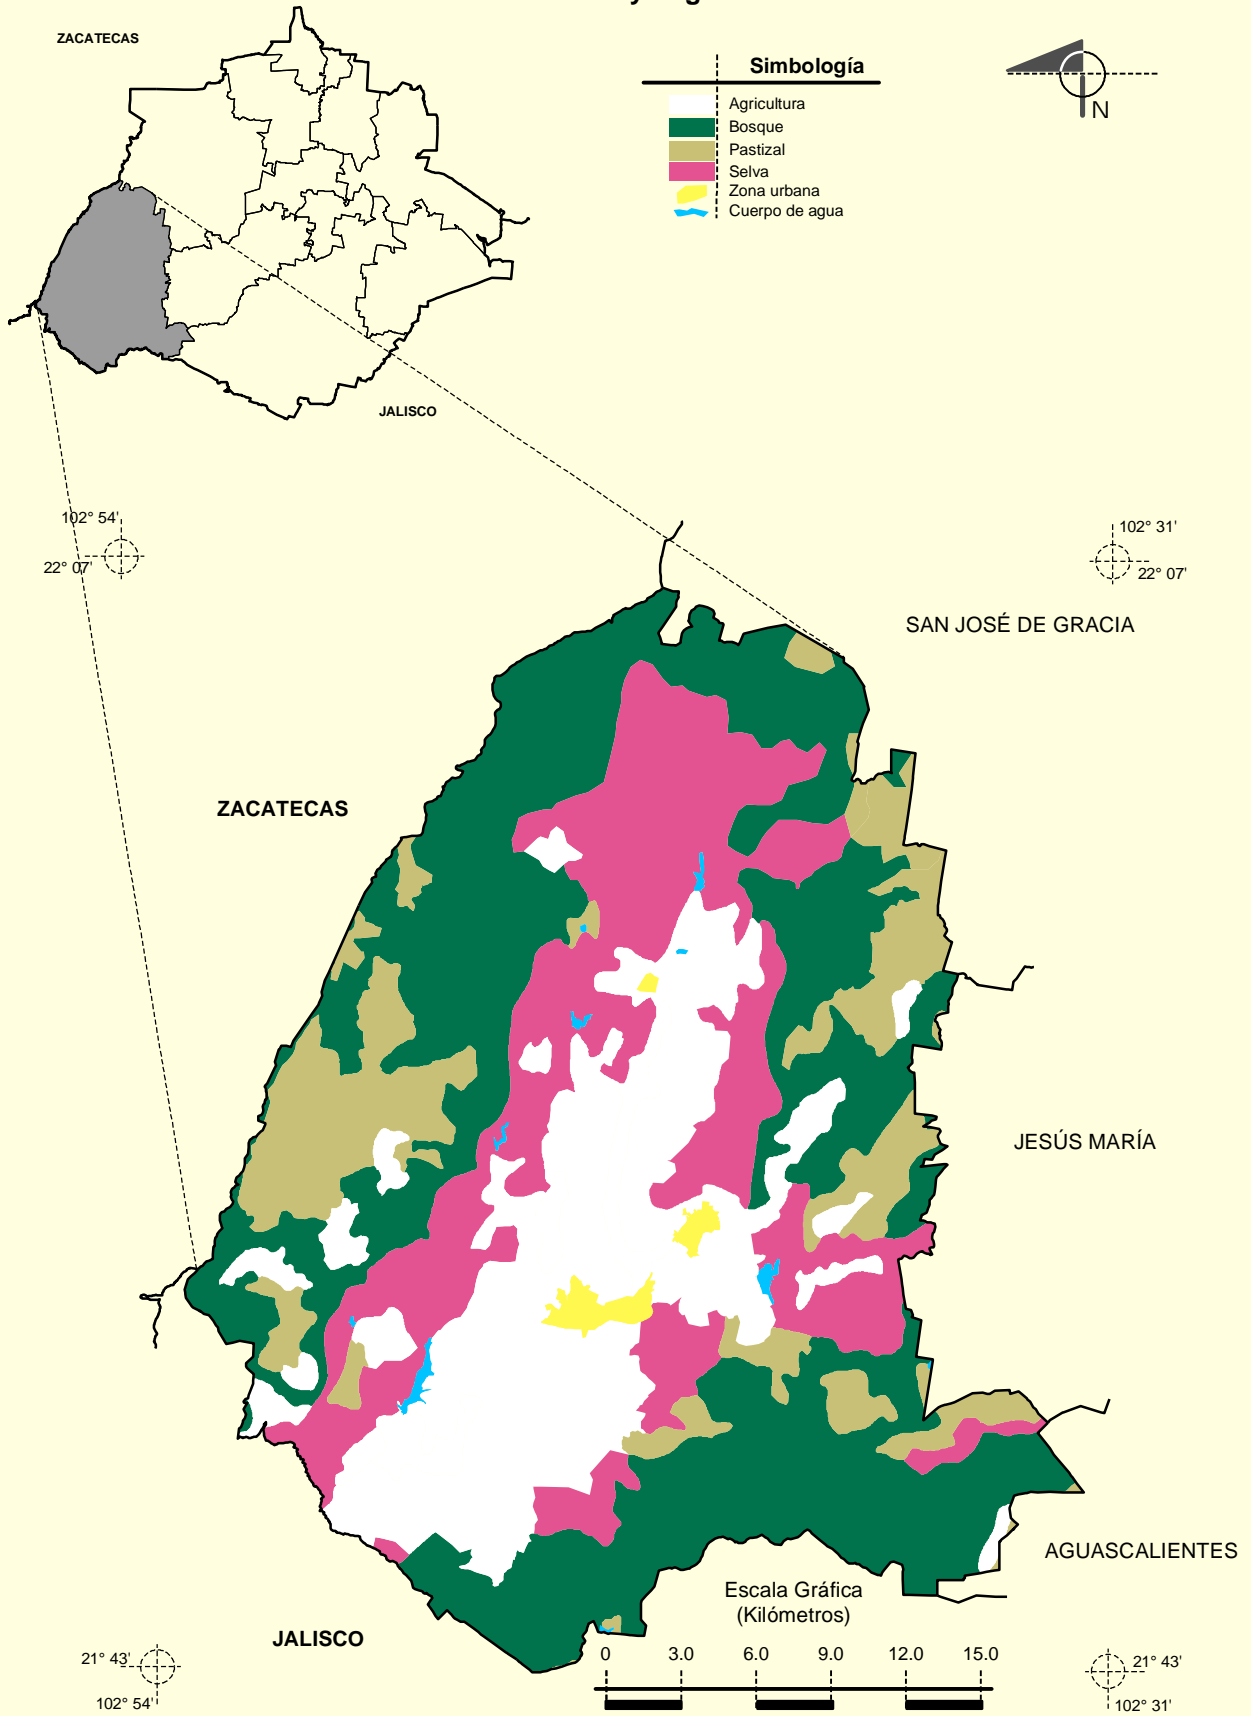 ZACATECAS
Simbología
Agricultura
Bosque
Pastizal
Selva
Zona urbana
Cuerpo de agua
N
JALISCO
102° 54'
22° 07'
102° 31'
22° 07'
SAN JOSÉ DE GRACIA
ZACATECAS
JESÚS MARÍA
AGUASCALIENTES
Escala Gráfica
(Kilómetros)
JALISCO
0 3.0 6.0 9.0 12.0 15.0
21° 43'
102° 54'
21° 43'
102° 31'